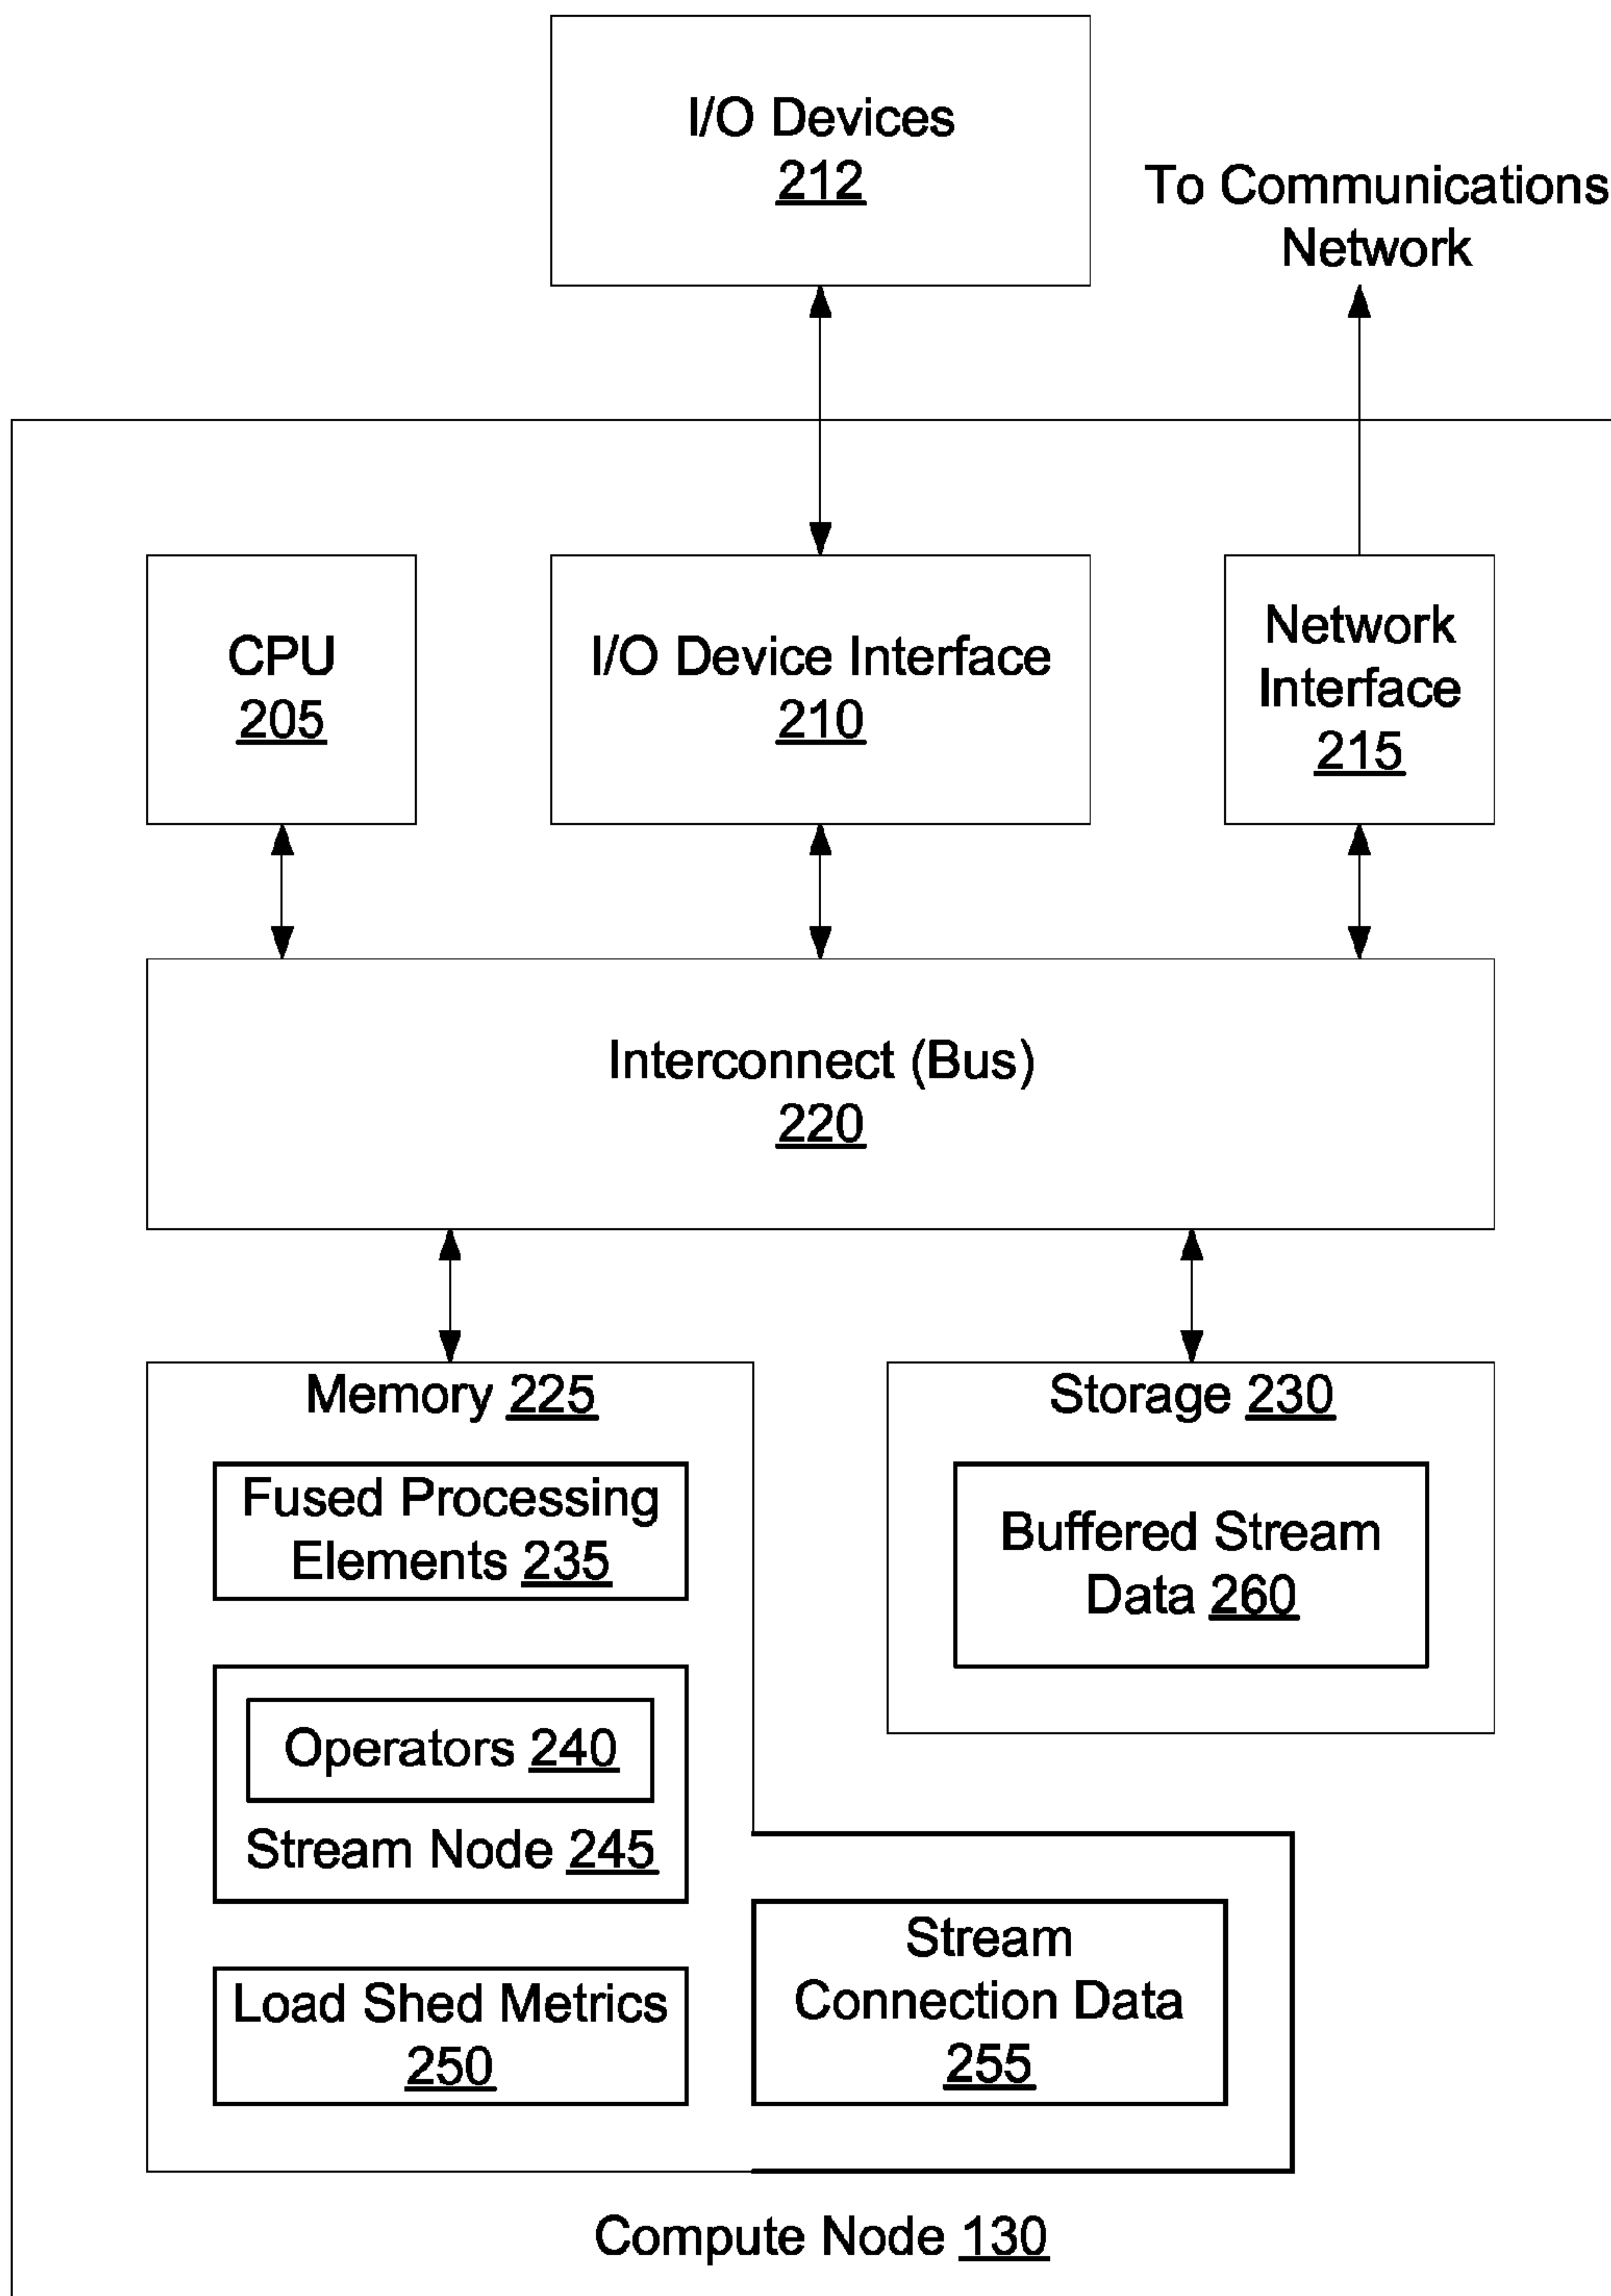 I/O Devices
212
To Communications
Network
CPU
205
I/O Device Interface
210
Network
Interface
215
Interconnect (Bus)
220
Memory 225
Fused Processing
Elements 235
Operators 240
Stream Node 245
Load Shed Metrics
250
Stream
Connection Data
255
Storage 230
Buffered Stream
Data 260
Compute Node 130